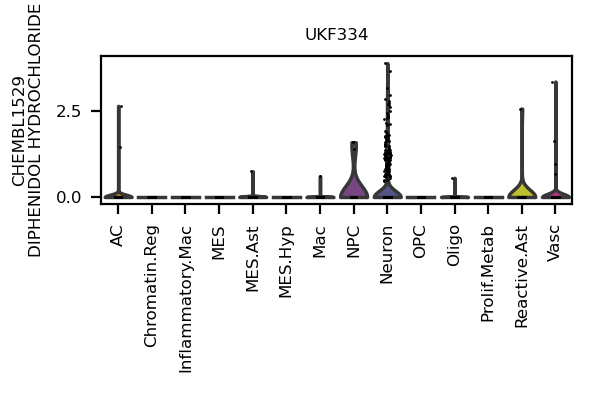 UKF334
CHEMBL1529
DIPHENIDOL HYDROCHLORIDE
2.5
0.0
AC
Chromatin.Reg
Inflammatory.Mac
MES
MES.Ast
MES.Hyp
Mac
NPC
Neuron
OPC
Oligo
Prolif.Metab
Reactive.Ast
Vasc